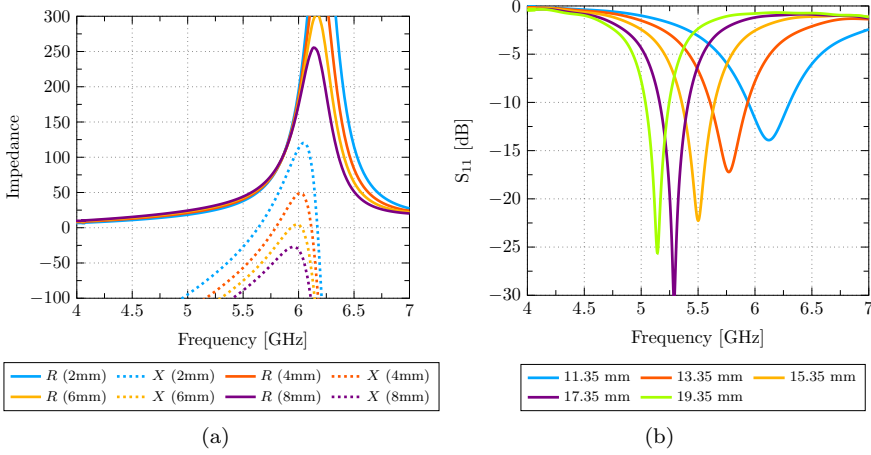 300
250
200
150
100
50
0
−50
−100
Impedance
4
4.5
5
5.5
6
6.5
7
Frequency [GHz]
R (2mm)
X (2mm)
R (4mm)
X (4mm)
R (6mm)
X (6mm)
R (8mm)
X (8mm)
(a)
0
−5
−10
−15
−20
−25
−30
S11 [dB]
4
4.5
5
5.5
6
6.5
7
Frequency [GHz]
11.35 mm
13.35 mm
15.35 mm
17.35 mm
19.35 mm
(b)